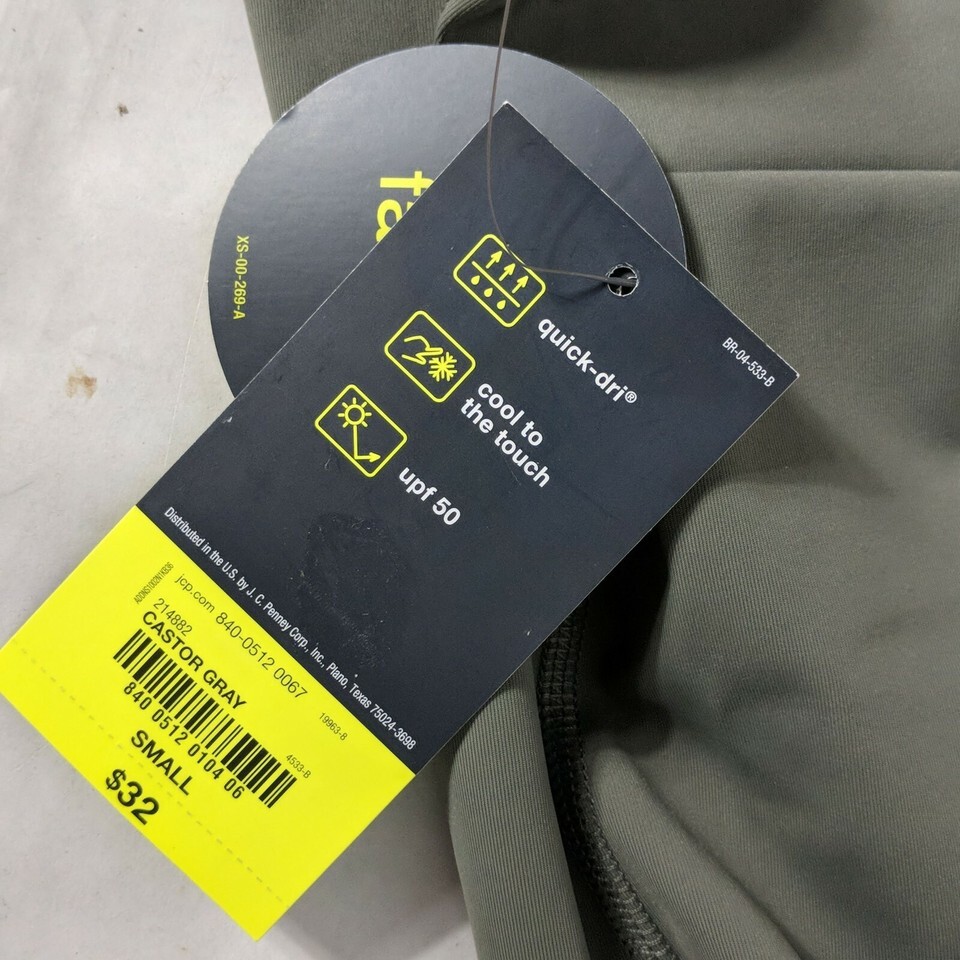 fa
XS-00-269-A
BR-04-533-B
quick-dri®
cool to
the touch
upf 50
Distributed in the U.S. by J. C. Penney Corp., Inc., Plano, Texas 75024-3698
jcp.com 840-0512 0067
214882
CASTOR GRAY
19963-8
4533-B
840 0512 0104 06
SMALL
$32